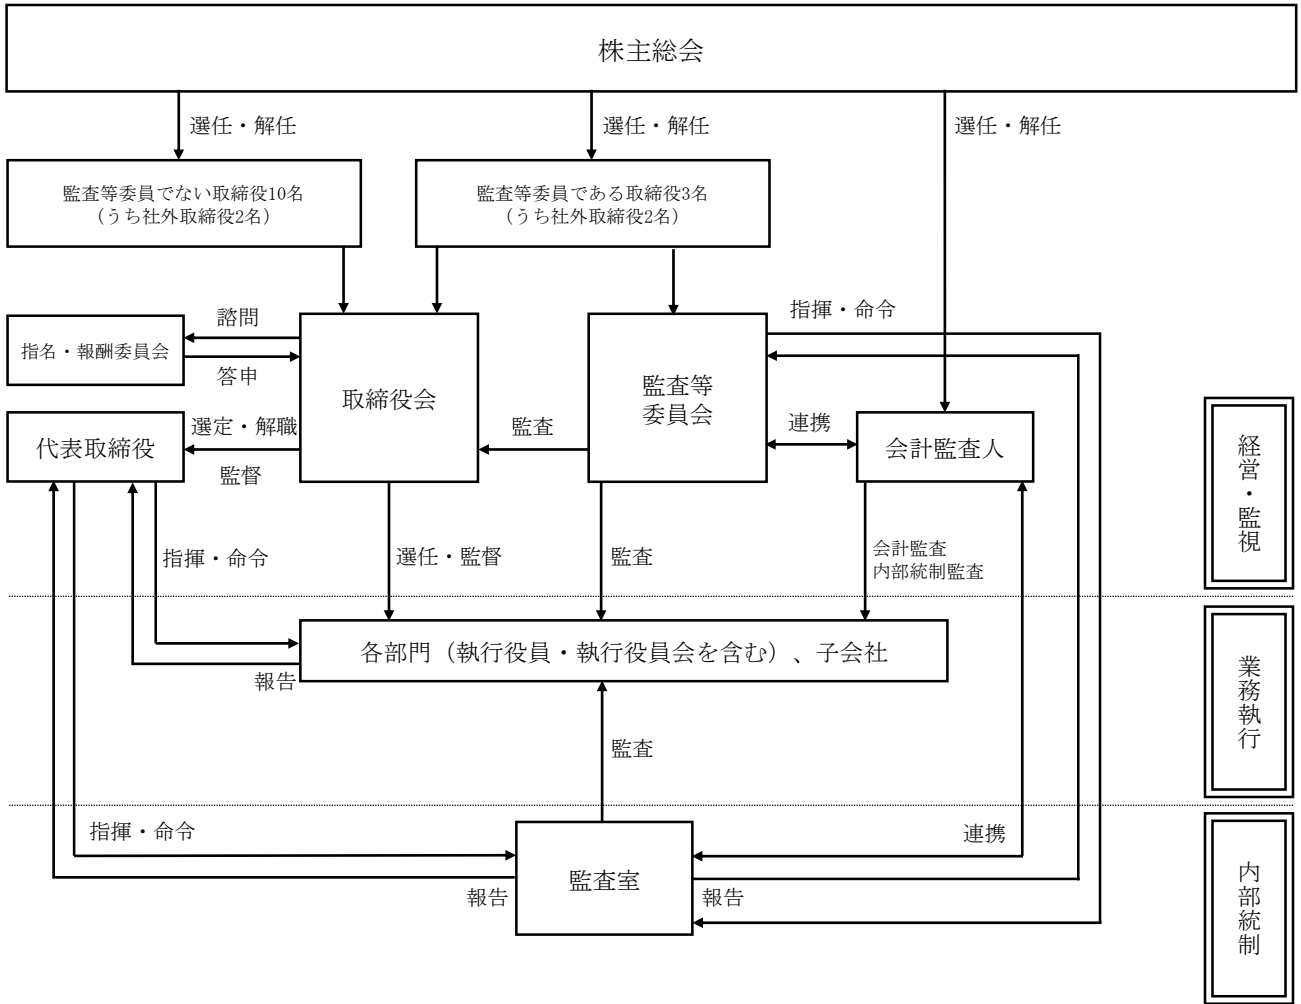 株主総会
選任・解任
選任・解任
選任・解任
監査等委員でない取締役10名
（うち社外取締役2名）
監査等委員である取締役3名
（うち社外取締役2名）
指名・報酬委員会
諮問
答申
取締役会
監査等
委員会
指揮・命令
代表取締役
選定・解職
監督
監査
連携
会計監査人
経営・監視
指揮・命令
選任・監督
監査
会計監査
内部統制監査
各部門（執行役員・執行役員会を含む）、子会社
報告
業務執行
監査
指揮・命令
連携
監査室
報告
報告
内部統制